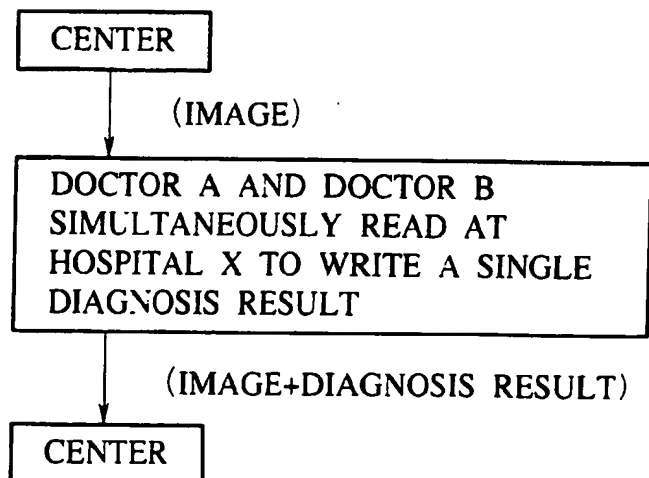 CENTER
(IMAGE)
DOCTOR A AND DOCTOR B
SIMULTANEOUSLY READ AT
HOSPITAL X TO WRITE A SINGLE
DIAGNOSIS RESULT
(IMAGE+DIAGNOSIS RESULT)
CENTER